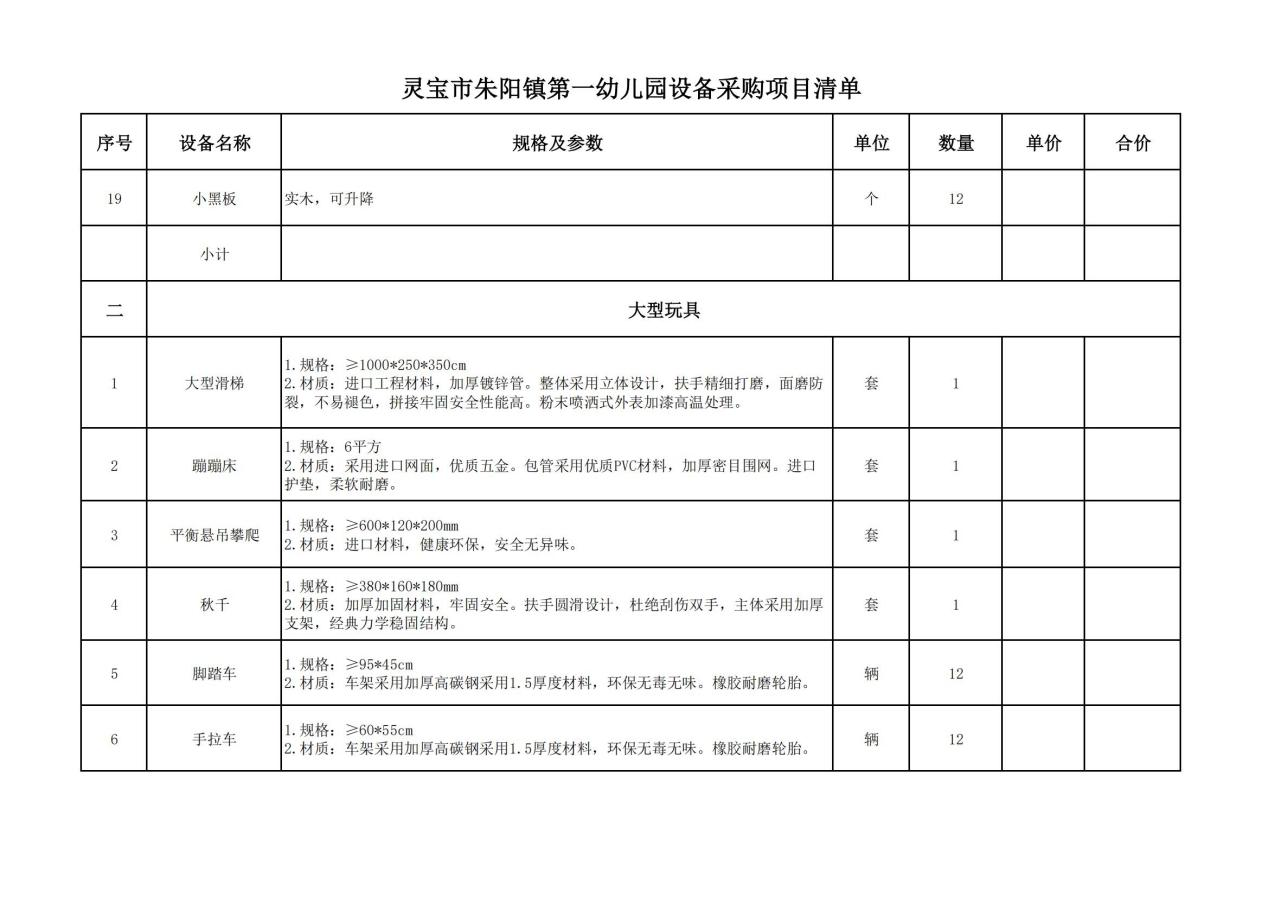 灵宝市朱阳镇第一幼儿园设备采购项目清单
序号 设备名称 规格及参数 单位 数量 单价 合价
19 小黑板 实木，可升降 个 12
小计
二 大型玩具
1 大型滑梯 1.规格：≥1000*250*350cm
2.材质：进口工程材料，加厚镀锌管。整体采用立体设计，扶手精细打磨，面磨防
裂，不易褪色，拼接牢固安全性能高。粉末喷洒式外表加漆高温处理。 套 1
2 蹦蹦床 1.规格：6平方
2.材质：采用进口网面，优质五金。包管采用优质PVC材料，加厚密目围网。进口
护垫，柔软耐磨。 套 1
3 平衡悬吊攀爬 1.规格：≥600*120*200mm
2.材质：进口材料，健康环保，安全无异味。 套 1
4 秋千 1.规格：≥380*160*180mm
2.材质：加厚加固材料，牢固安全。扶手圆滑设计，杜绝刮伤双手，主体采用加厚
支架，经典力学稳固结构。 套 1
5 脚踏车 1.规格：≥95*45cm
2.材质：车架采用加厚高碳钢采用1.5厚度材料，环保无毒无味。橡胶耐磨轮胎。 辆 12
6 手拉车 1.规格：≥60*55cm
2.材质：车架采用加厚高碳钢采用1.5厚度材料，环保无毒无味。橡胶耐磨轮胎。 辆 12